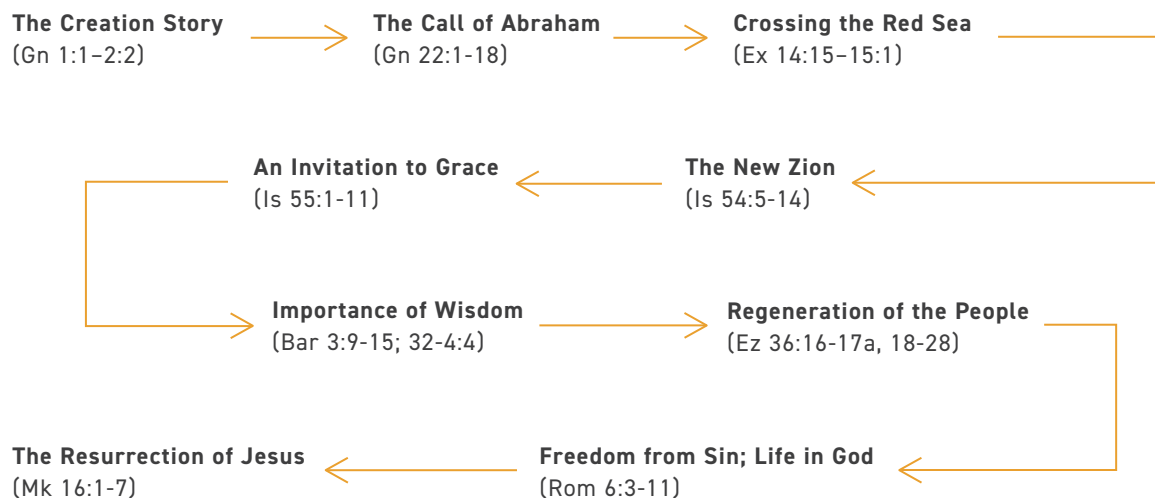 The Creation Story
(Gn 1:1–2:2)
The Call of Abraham
(Gn 22:1-18)
Crossing the Red Sea
(Ex 14:15–15:1)
The New Zion
(Is 54:5-14)
An Invitation to Grace
(Is 55:1-11)
Importance of Wisdom
(Bar 3:9-15; 32-4:4)
Regeneration of the People
(Ez 36:16-17a, 18-28)
Freedom from Sin; Life in God
(Rom 6:3-11)
The Resurrection of Jesus
(Mk 16:1-7)